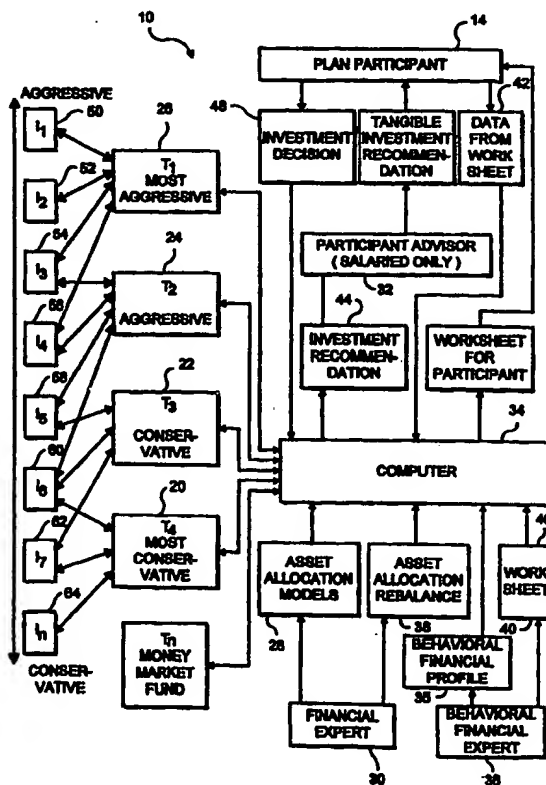 10
14
PLAN PARTICIPANT
AGGRESSIVE
50
26
48
42
INVESTMENT
DECISION
TANGIBLE
INVESTMENT
RECOMMEN-
DATION
DATA
FROM
WORK
SHEET
I1
T1
MOST
AGGRESSIVE
52
I2
54
24
PARTICIPANT ADVISOR
( SALARIED ONLY )
32
I3
T2
AGGRESSIVE
44
56
I4
INVESTMENT
RECOMMEN-
DATION
WORKSHEET
FOR
PARTICIPANT
58
22
I5
T3
CONSER-
VATIVE
34
60
COMPUTER
I6
20
62
T4
MOST
CONSER-
VATIVE
I7
ASSET
ALLOCATION
MODELS
ASSET
ALLOCATION
REBALANCE
WORK
SHEET
64
28
38
40
In
Tn
MONEY
MARKET
FUND
BEHAVIORAL
FINANCIAL
PROFILE
35
CONSER-
VATIVE
FINANCIAL
EXPERT
30
BEHAVIORAL
FINANCIAL EXPERT